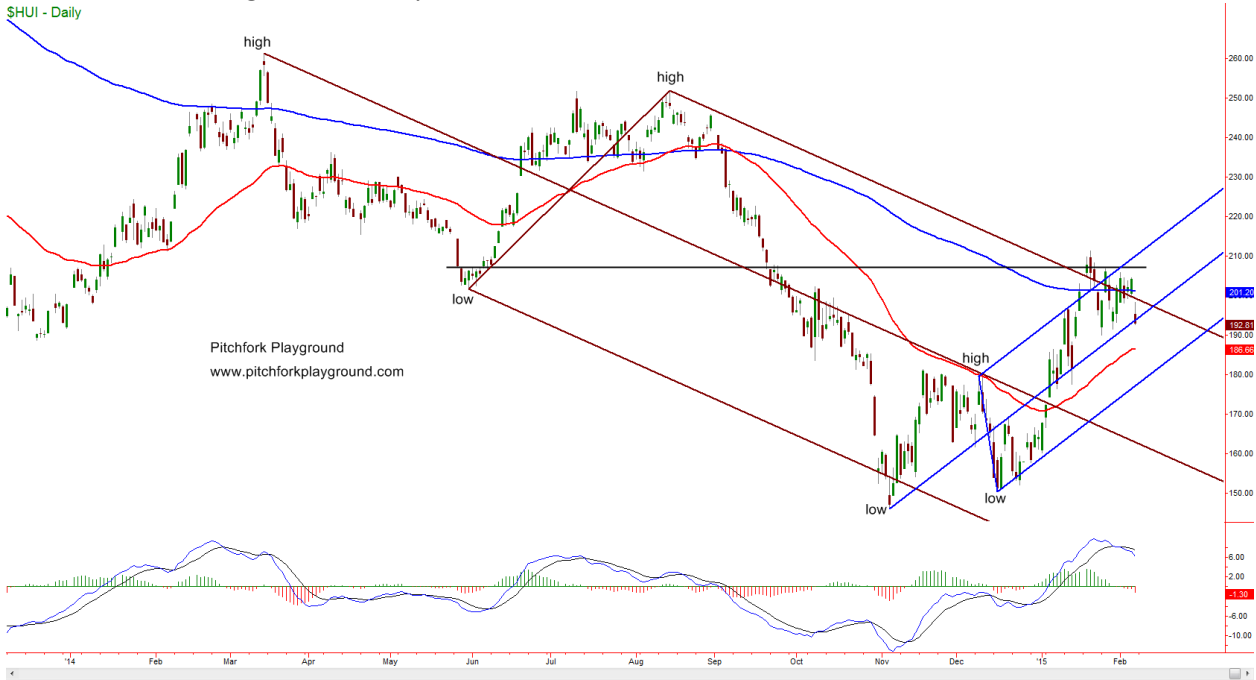 $HUI - Daily
high
260.00
high
250.00
240.00
230.00
220.00
210.00
low
201.20
192.81
Pitchfork Playground
190.00
186.66
high
www.pitchforkplayground.com
180.00
170.00
160.00
low
150.00
low
6.00
2.00
-1.30
-6.00
-10.00
'14 Feb Mar Apr May Jun Jul Aug Sep Oct Nov Dec '15 Feb